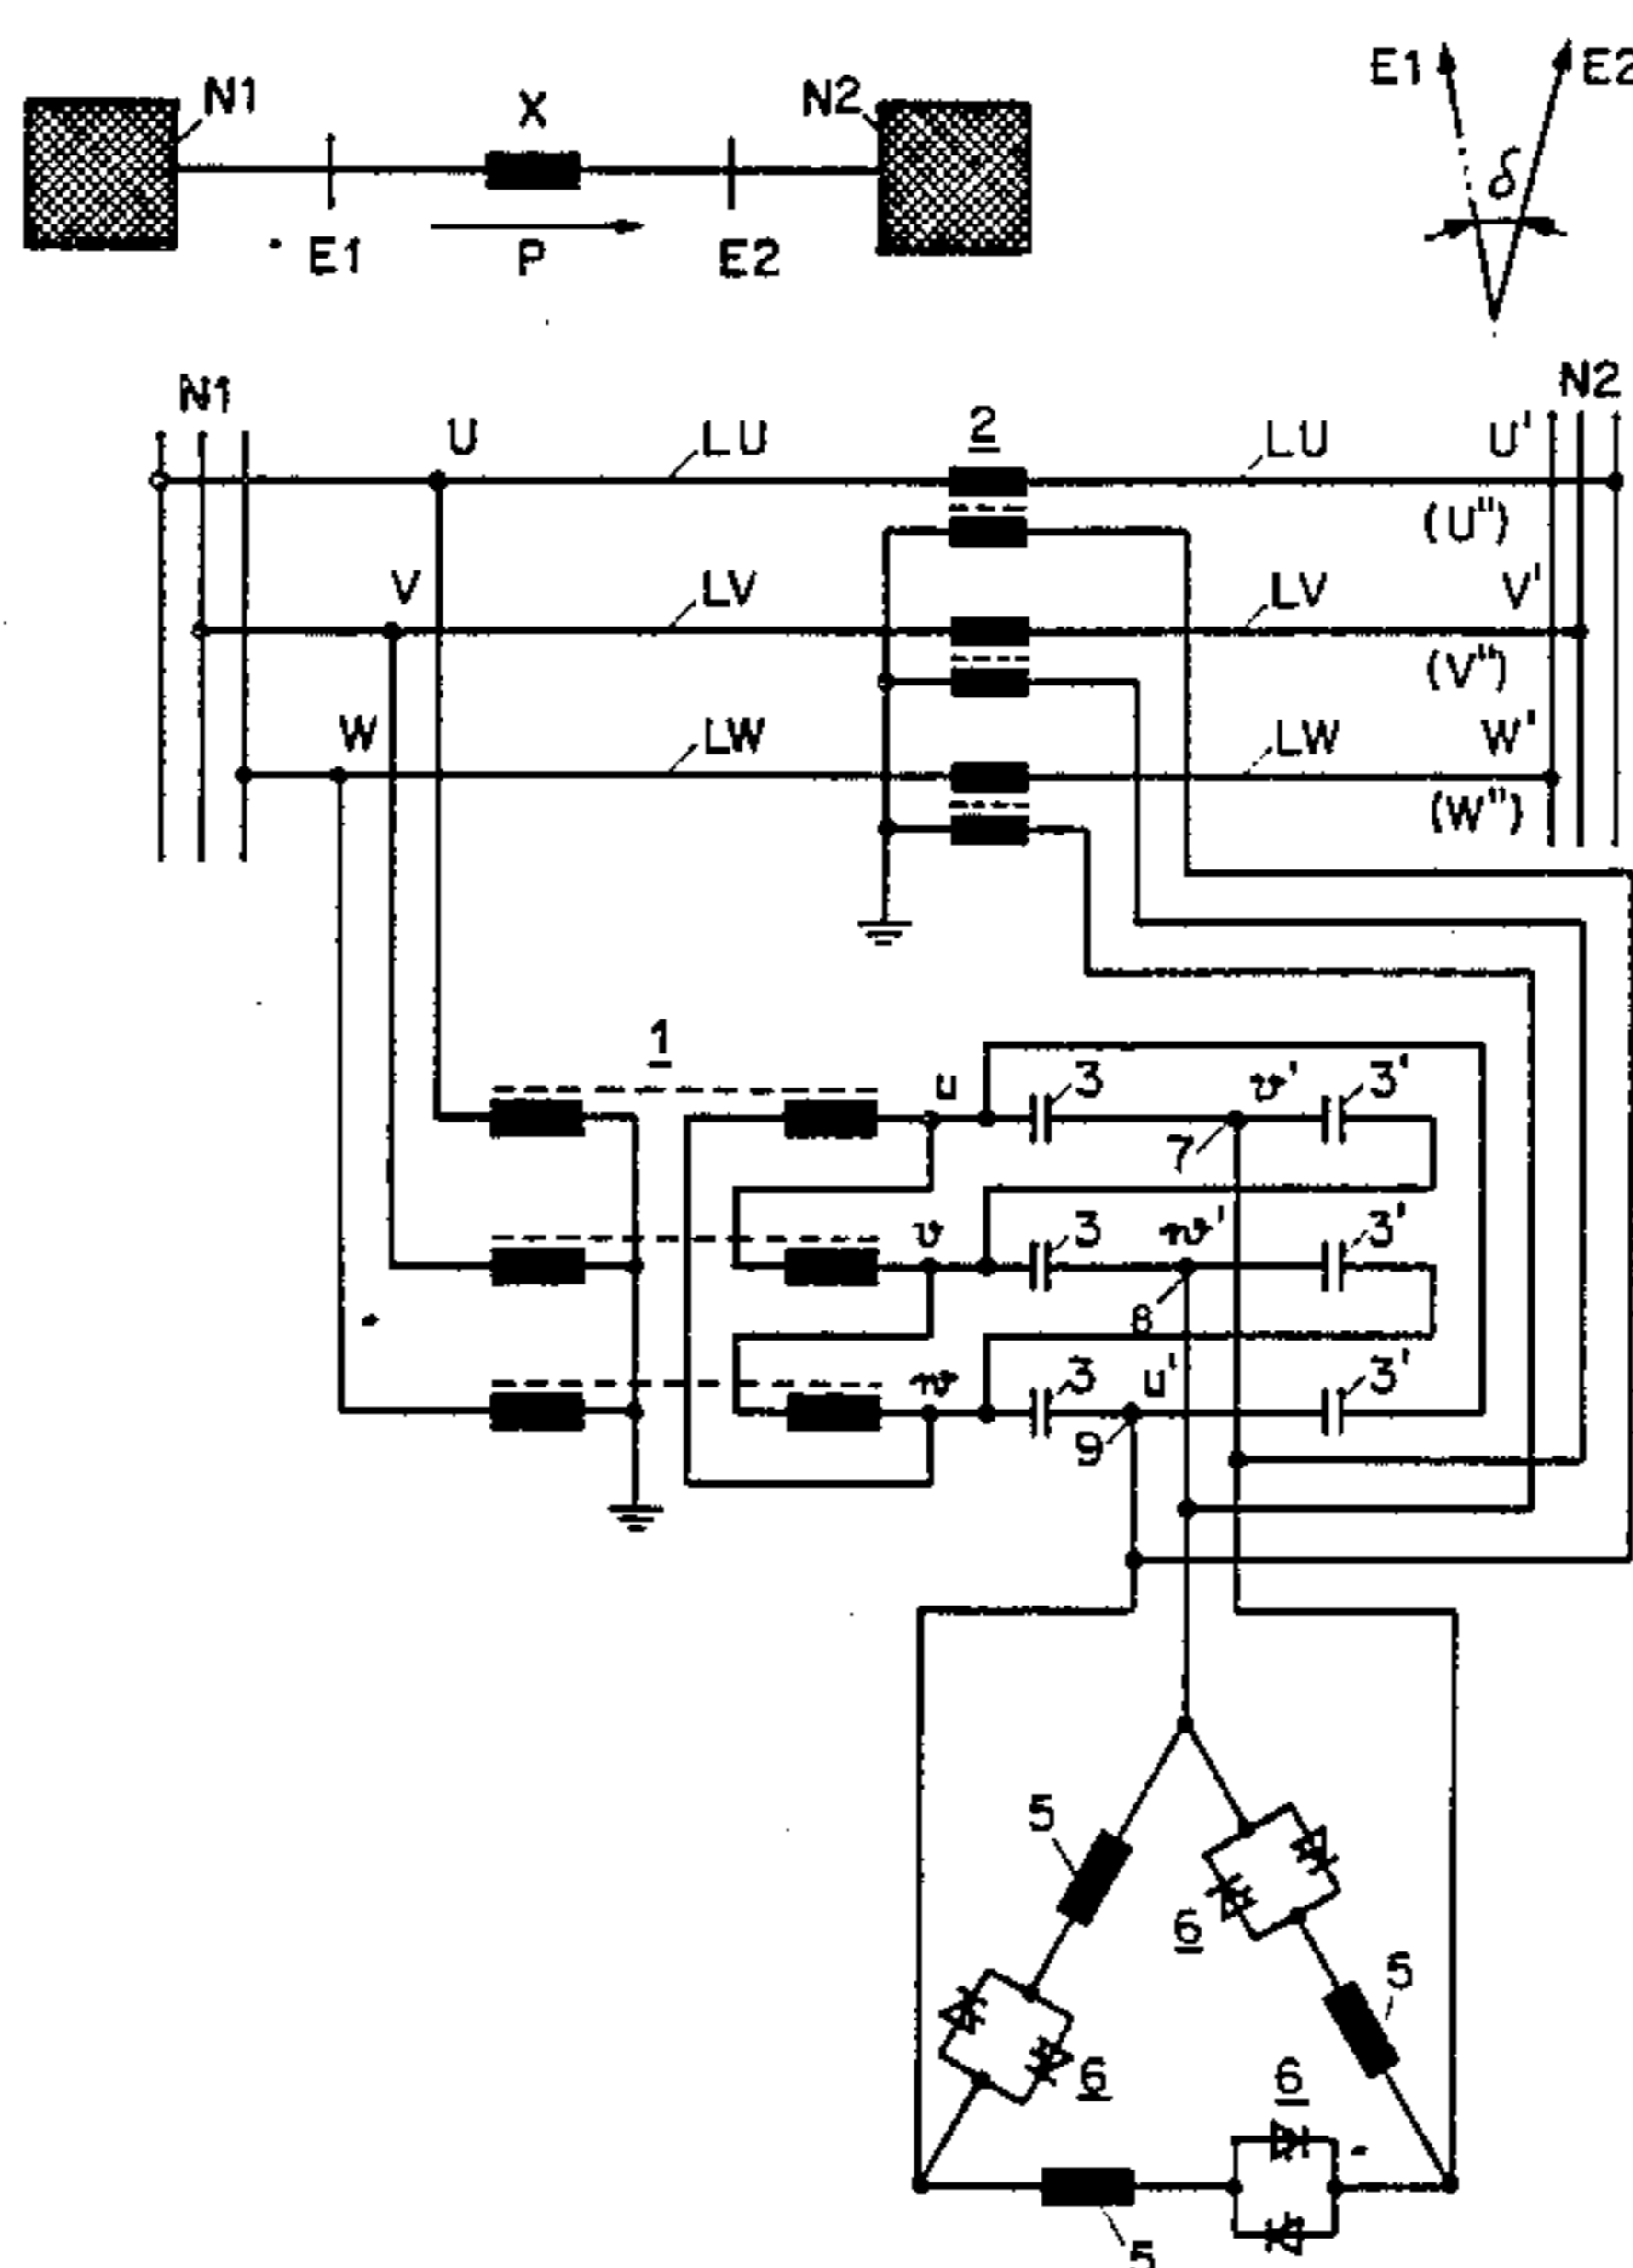 N1 X N2 E1 E2
E1 P E2 δ
N1 U LU 2 LU U' N2
(U")
V LV LV V'
(V")
W LW LW W'
(W")
1
u 3 v' 3'
7
v 3 w' 3'
8
w 3 u' 3'
9
5
6
5
6 6
5